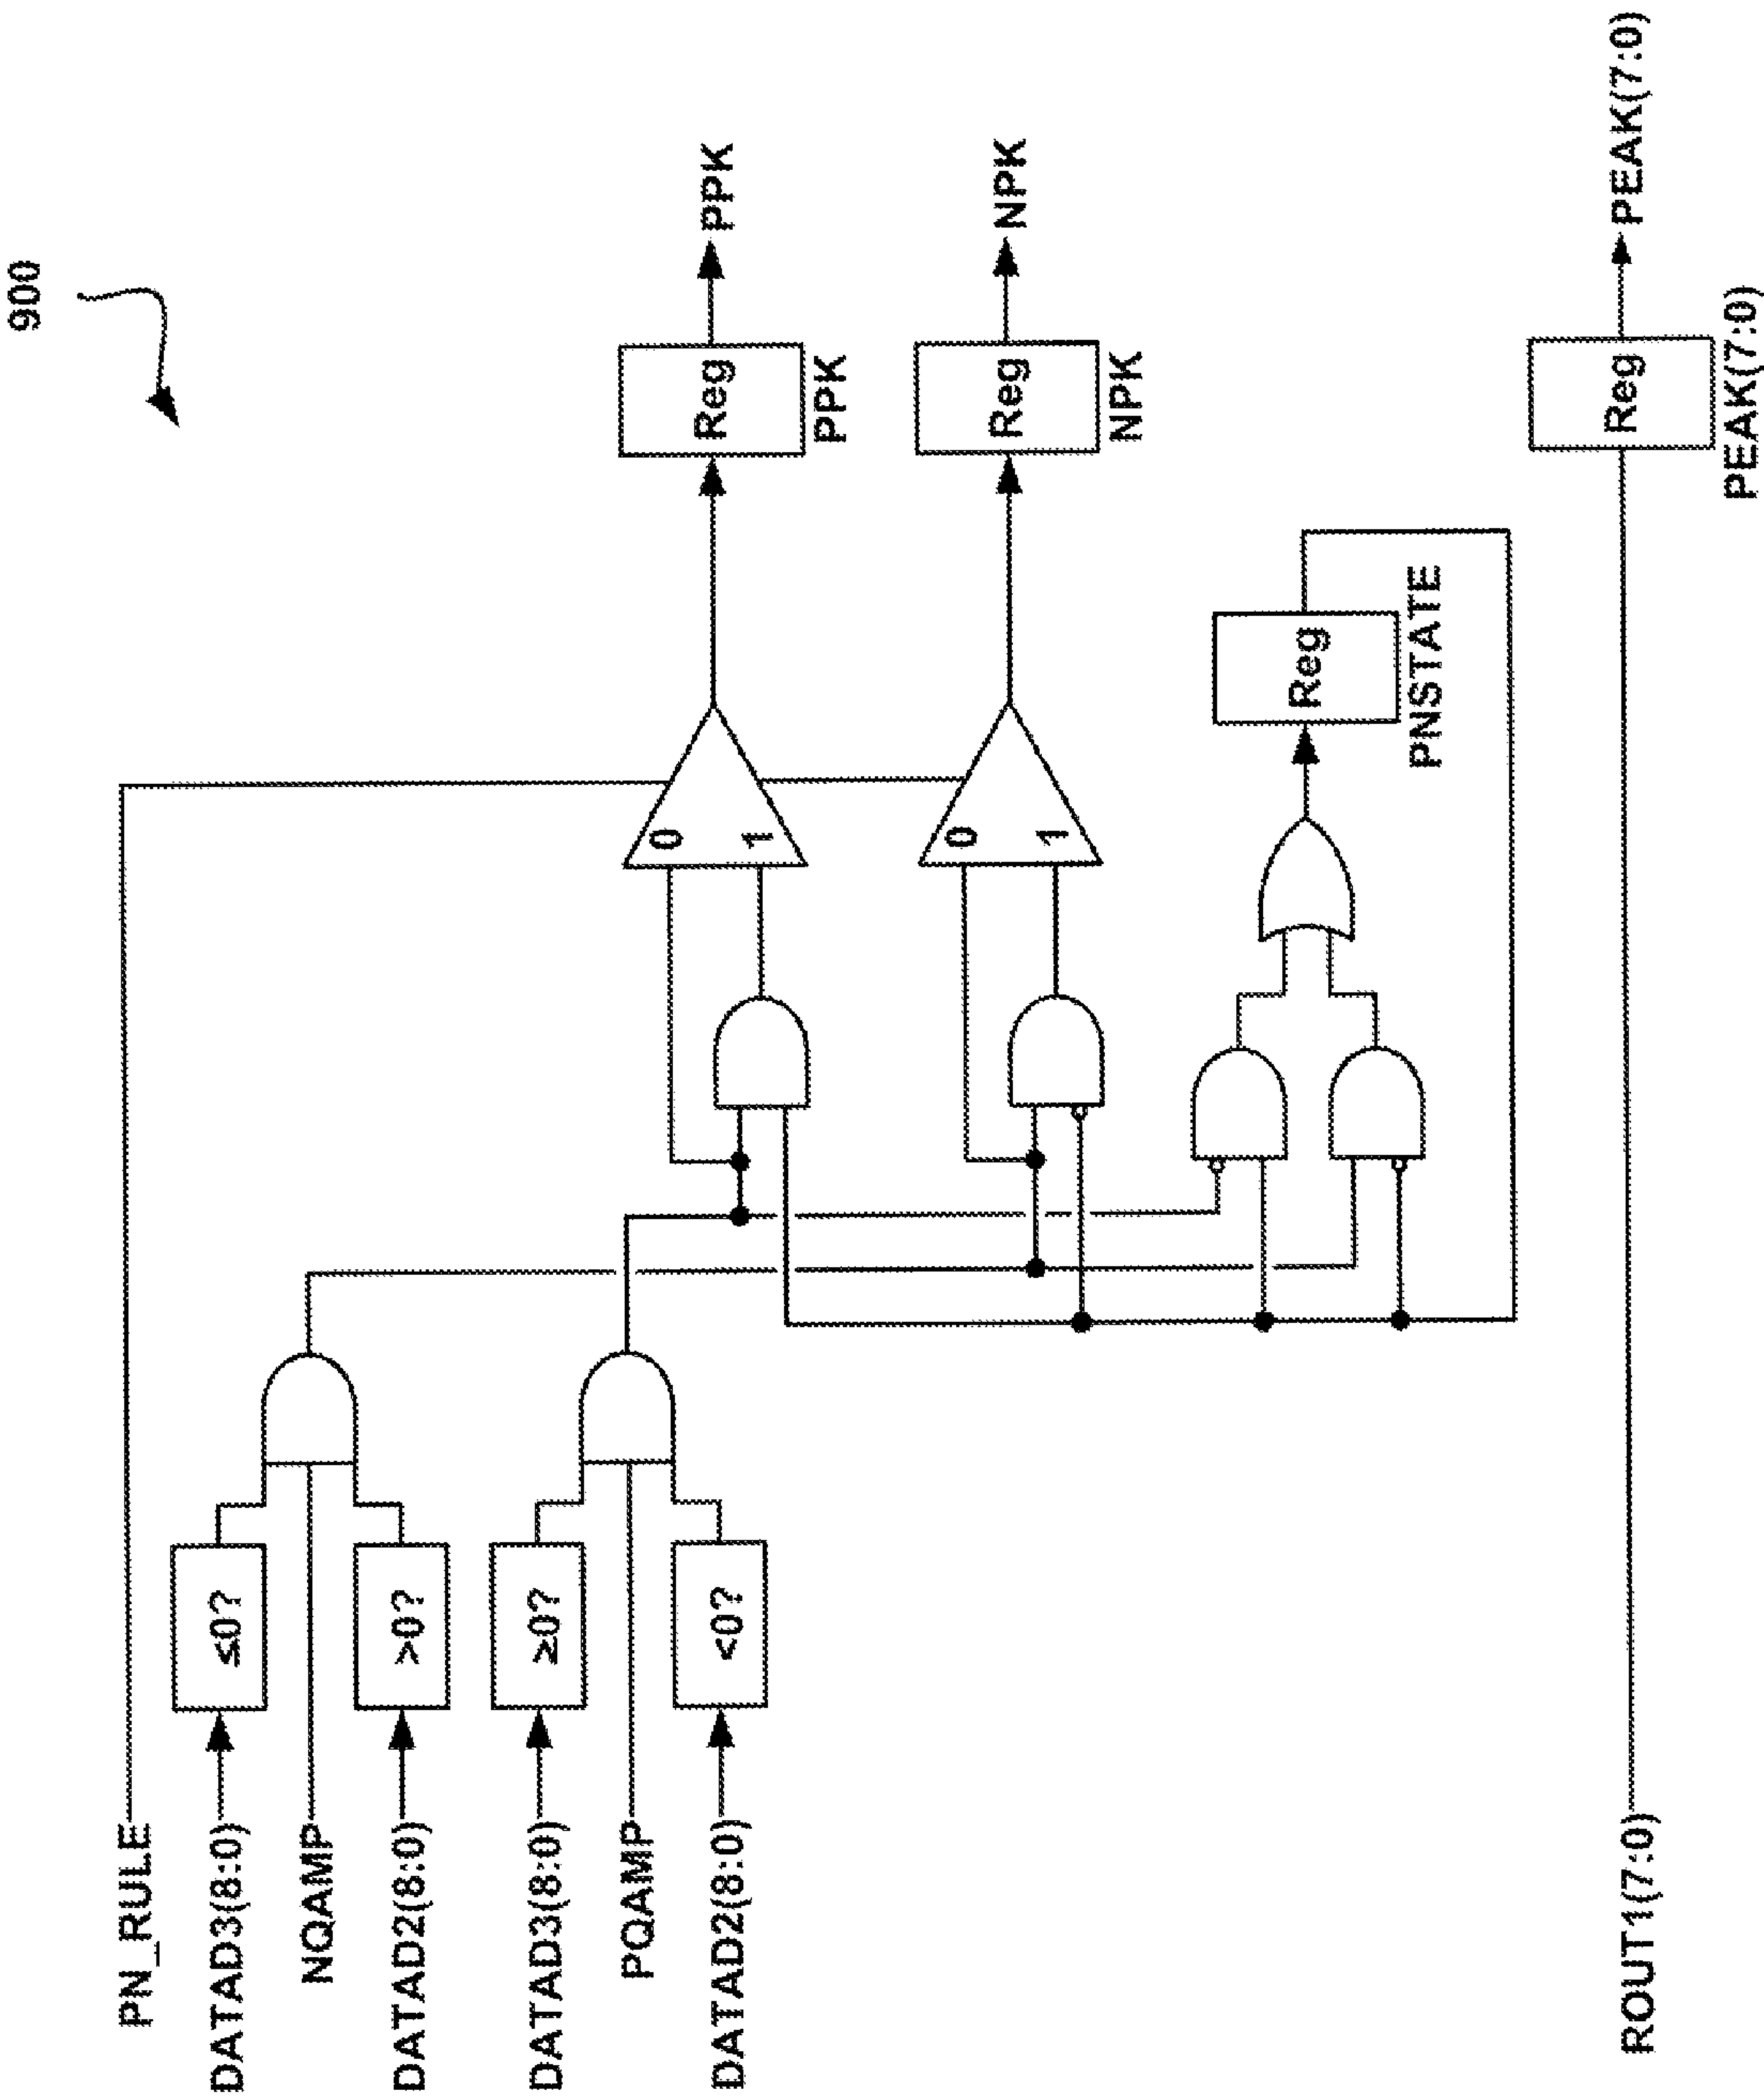 900
PN_RULE
DATAD3(8:0)
≤0?
NQAMP
DATAD2(8:0)
>0?
DATAD3(8:0)
≥0?
PQAMP
DATAD2(8:0)
<0?
0
1
Reg
PPK
PPK
0
1
Reg
NPK
NPK
Reg
PNSTATE
ROUT1(7:0)
Reg
PEAK(7:0)
PEAK(7:0)